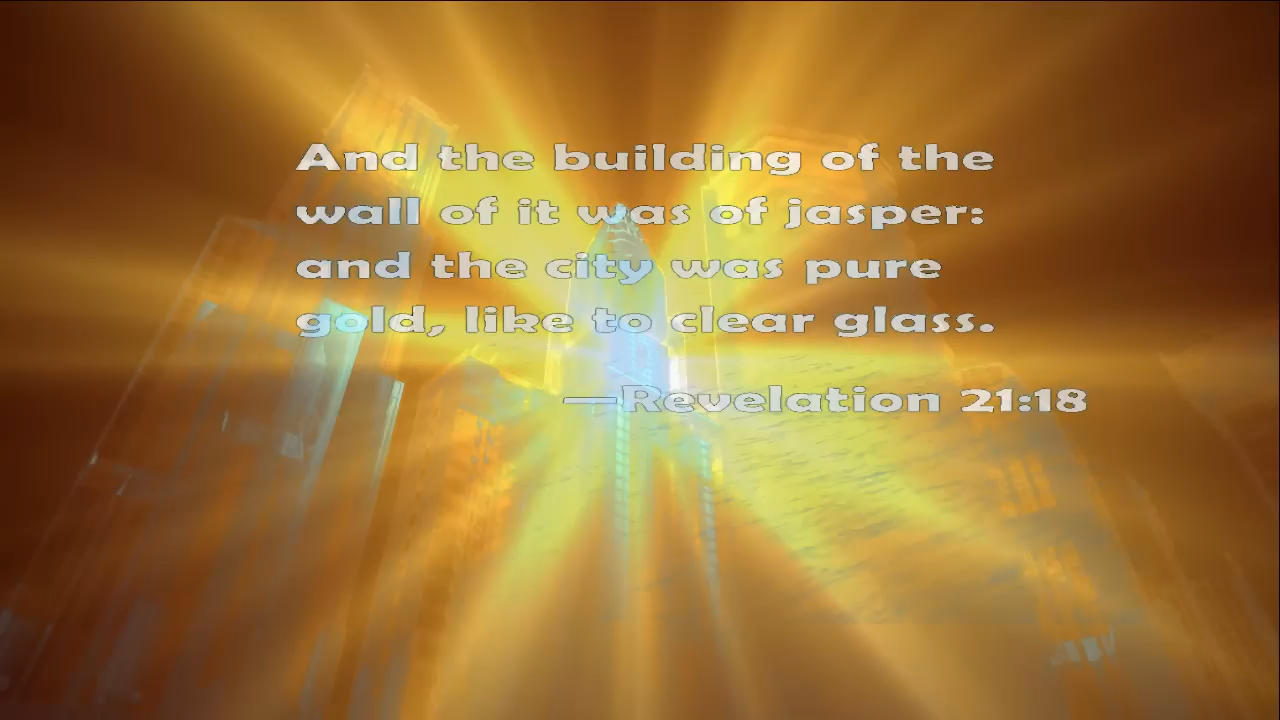 And the building of the
wall of it was of jasper:
and the city was pure
gold, like to clear glass.
—Revelation 21:18